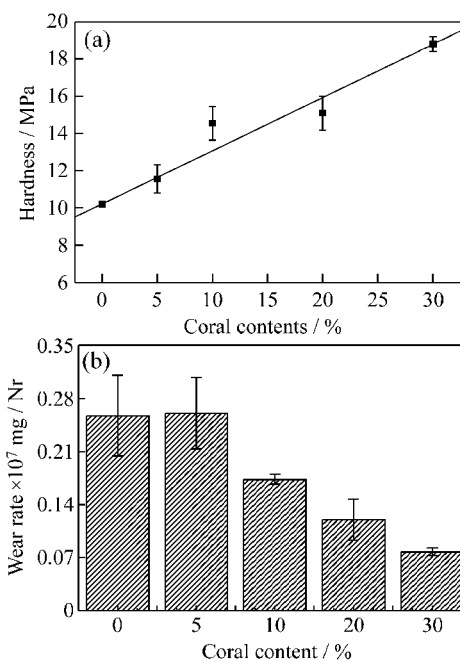 (a)
20
18
16
14
12
10
8
6
Hardness / MPa
0 5 10 15 20 25 30
Coral contents / %
(b)
0.35
0.28
0.21
0.14
0.07
0
Wear rate ×10⁷ mg / Nr
0 5 10 20 30
Coral content / %